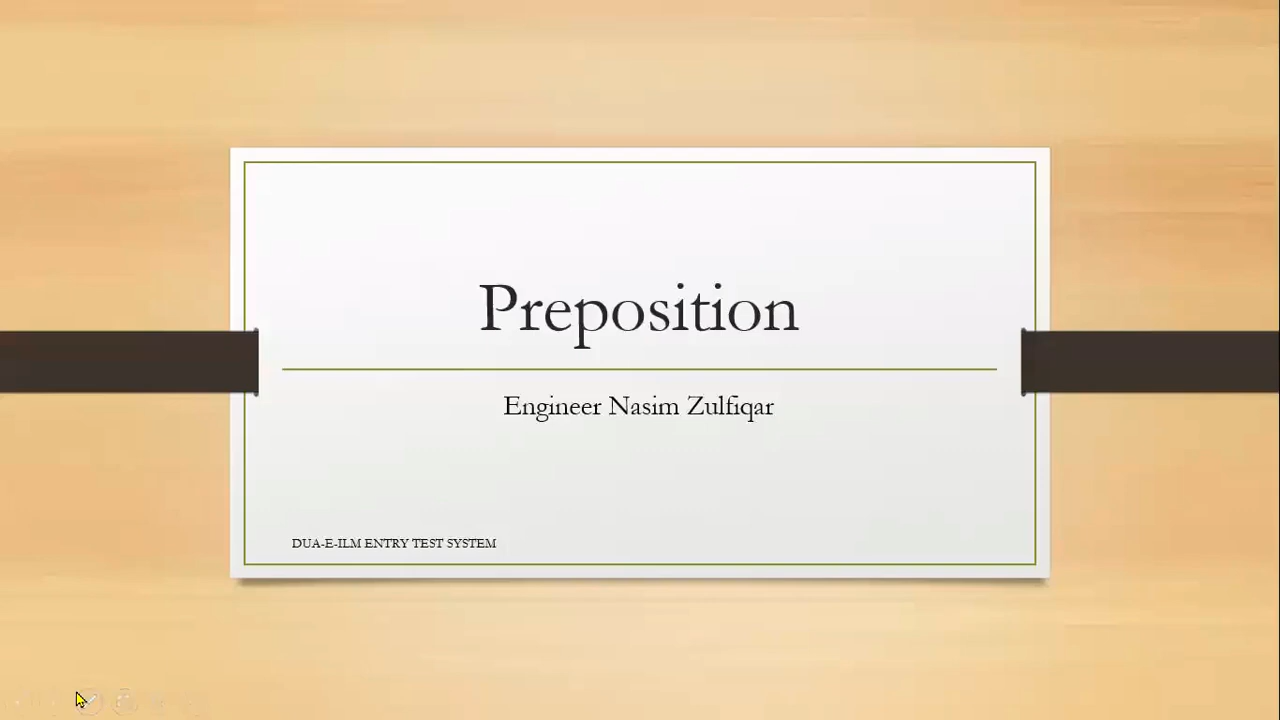 Preposition
Engineer Nasim Zulfiqar
DUA-E-ILM ENTRY TEST SYSTEM